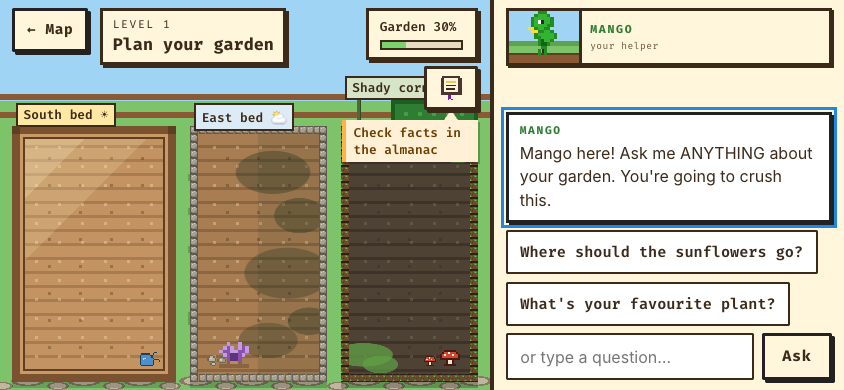 ← Map
LEVEL 1
Plan your garden
Garden 30%
Shady corn
South bed ☀
East bed ⛅
Check facts in
the almanac
MANGO
your helper
MANGO
Mango here! Ask me ANYTHING about
your garden. You're going to crush
this.
Where should the sunflowers go?
What's your favourite plant?
or type a question...
Ask